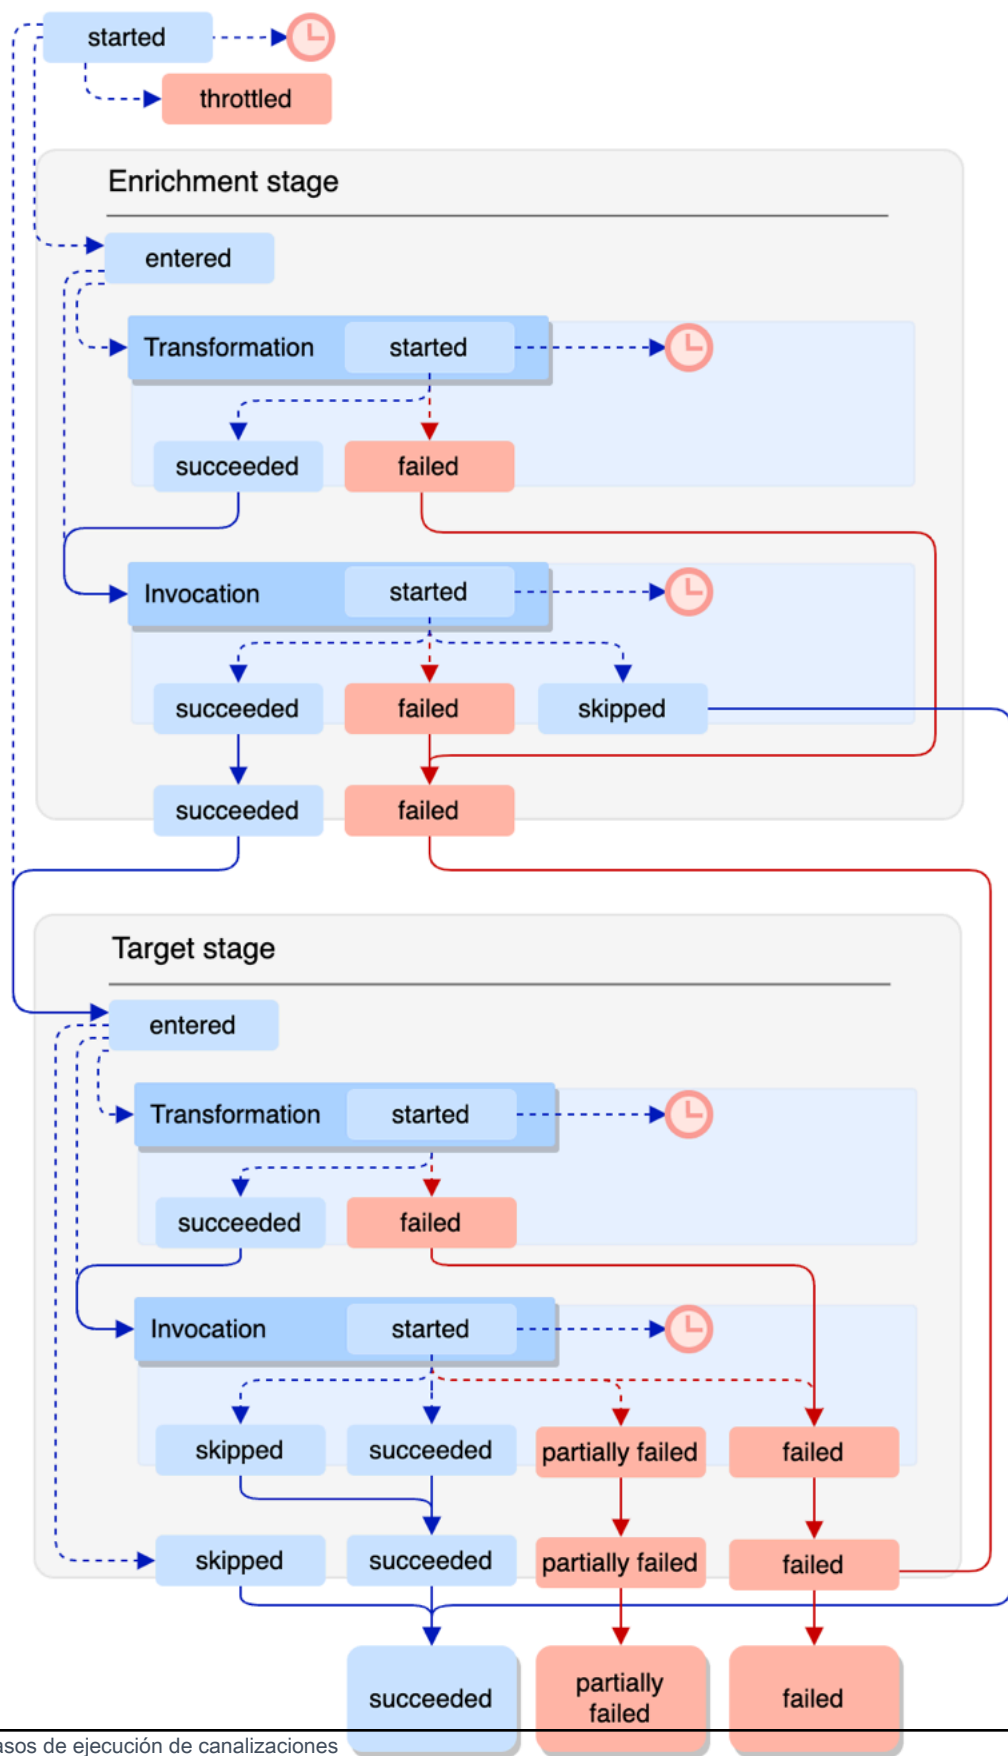 started
throttled
Enrichment stage
entered
Transformation started
succeeded failed
Invocation started
succeeded failed skipped
succeeded failed
Target stage
entered
Transformation started
succeeded failed
Invocation started
skipped succeeded partially failed failed
skipped succeeded partially failed failed
succeeded partially failed failed
asos de ejecución de canalizaciones